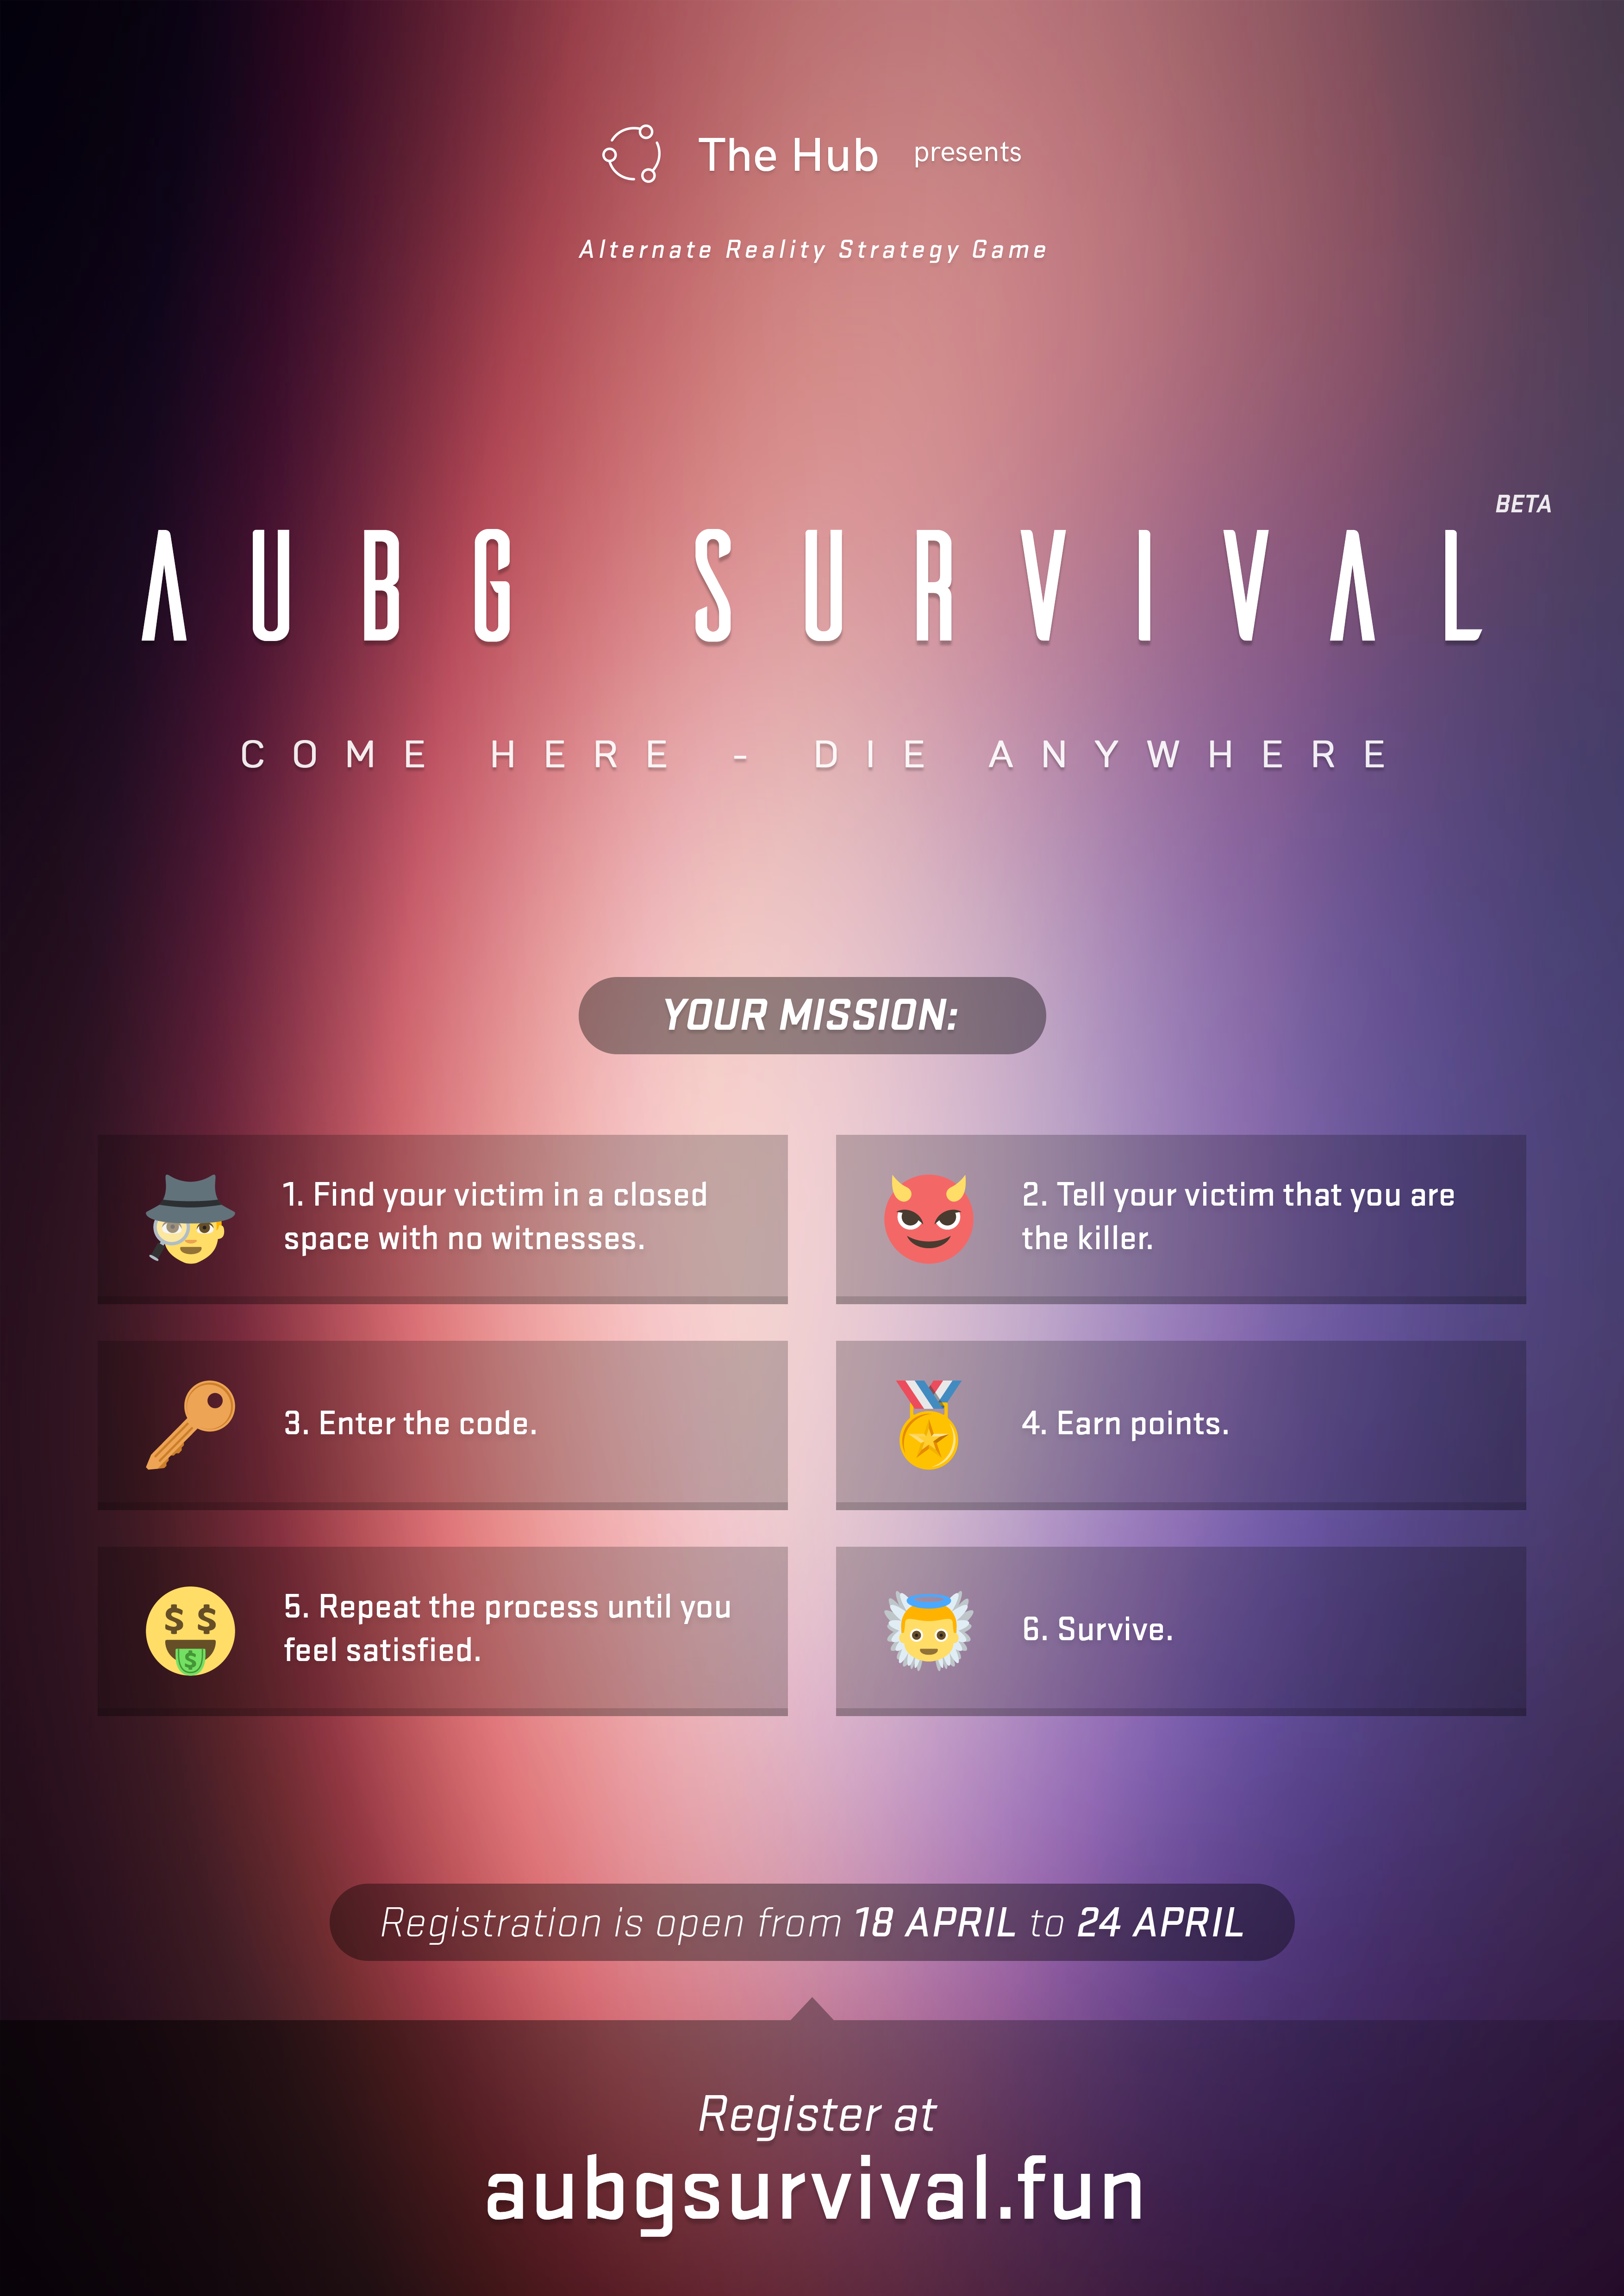 The Hub presents
Alternate Reality Strategy Game
BETA
AUBG SURVIVAL
COME HERE - DIE ANYWHERE
YOUR MISSION:
1. Find your victim in a closed
space with no witnesses.
2. Tell your victim that you are
the killer.
3. Enter the code.
4. Earn points.
5. Repeat the process until you
feel satisfied.
6. Survive.
Registration is open from 18 APRIL to 24 APRIL
Register at
aubgsurvival.fun